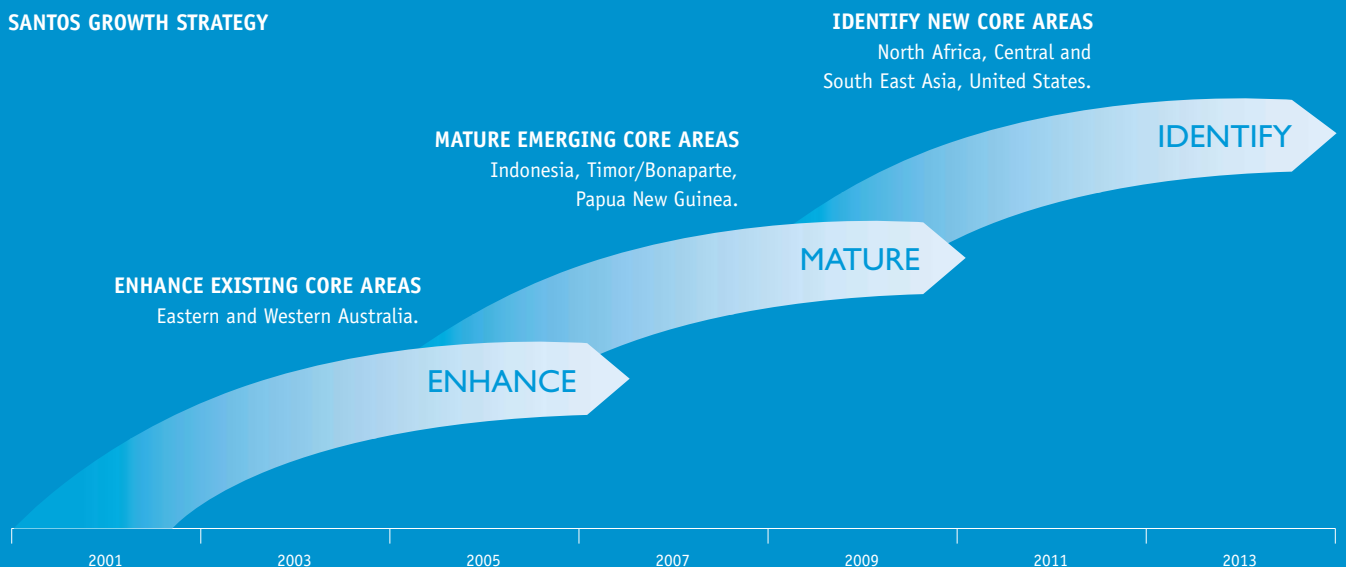 SANTOS GROWTH STRATEGY
IDENTIFY NEW CORE AREAS
North Africa, Central and
South East Asia, United States.
IDENTIFY
MATURE EMERGING CORE AREAS
Indonesia, Timor/Bonaparte,
Papua New Guinea.
MATURE
ENHANCE EXISTING CORE AREAS
Eastern and Western Australia.
ENHANCE
2001 2003 2005 2007 2009 2011 2013